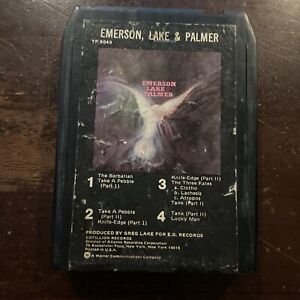 EMERSON, LAKE & PALMER
TP 9040
EMERSON
LAKE
PALMER
1
The Barbarian
Take A Pebble
(Part I)
2
Take A Pebble
(Part II)
Knife-Edge (Part I)
3
Knife-Edge (Part II)
The Three Fates
a. Clotho
b. Lachesis
c. Atropos
Tank (Part I)
4
Tank (Part II)
Lucky Man
PRODUCED BY GREG LAKE FOR E.G. RECORDS
COTILLION RECORDS
Division of Atlantic Recording Corporation
75 Rockefeller Plaza, New York, New York 10019
Printed in U.S.A.
A Warner Communications Company